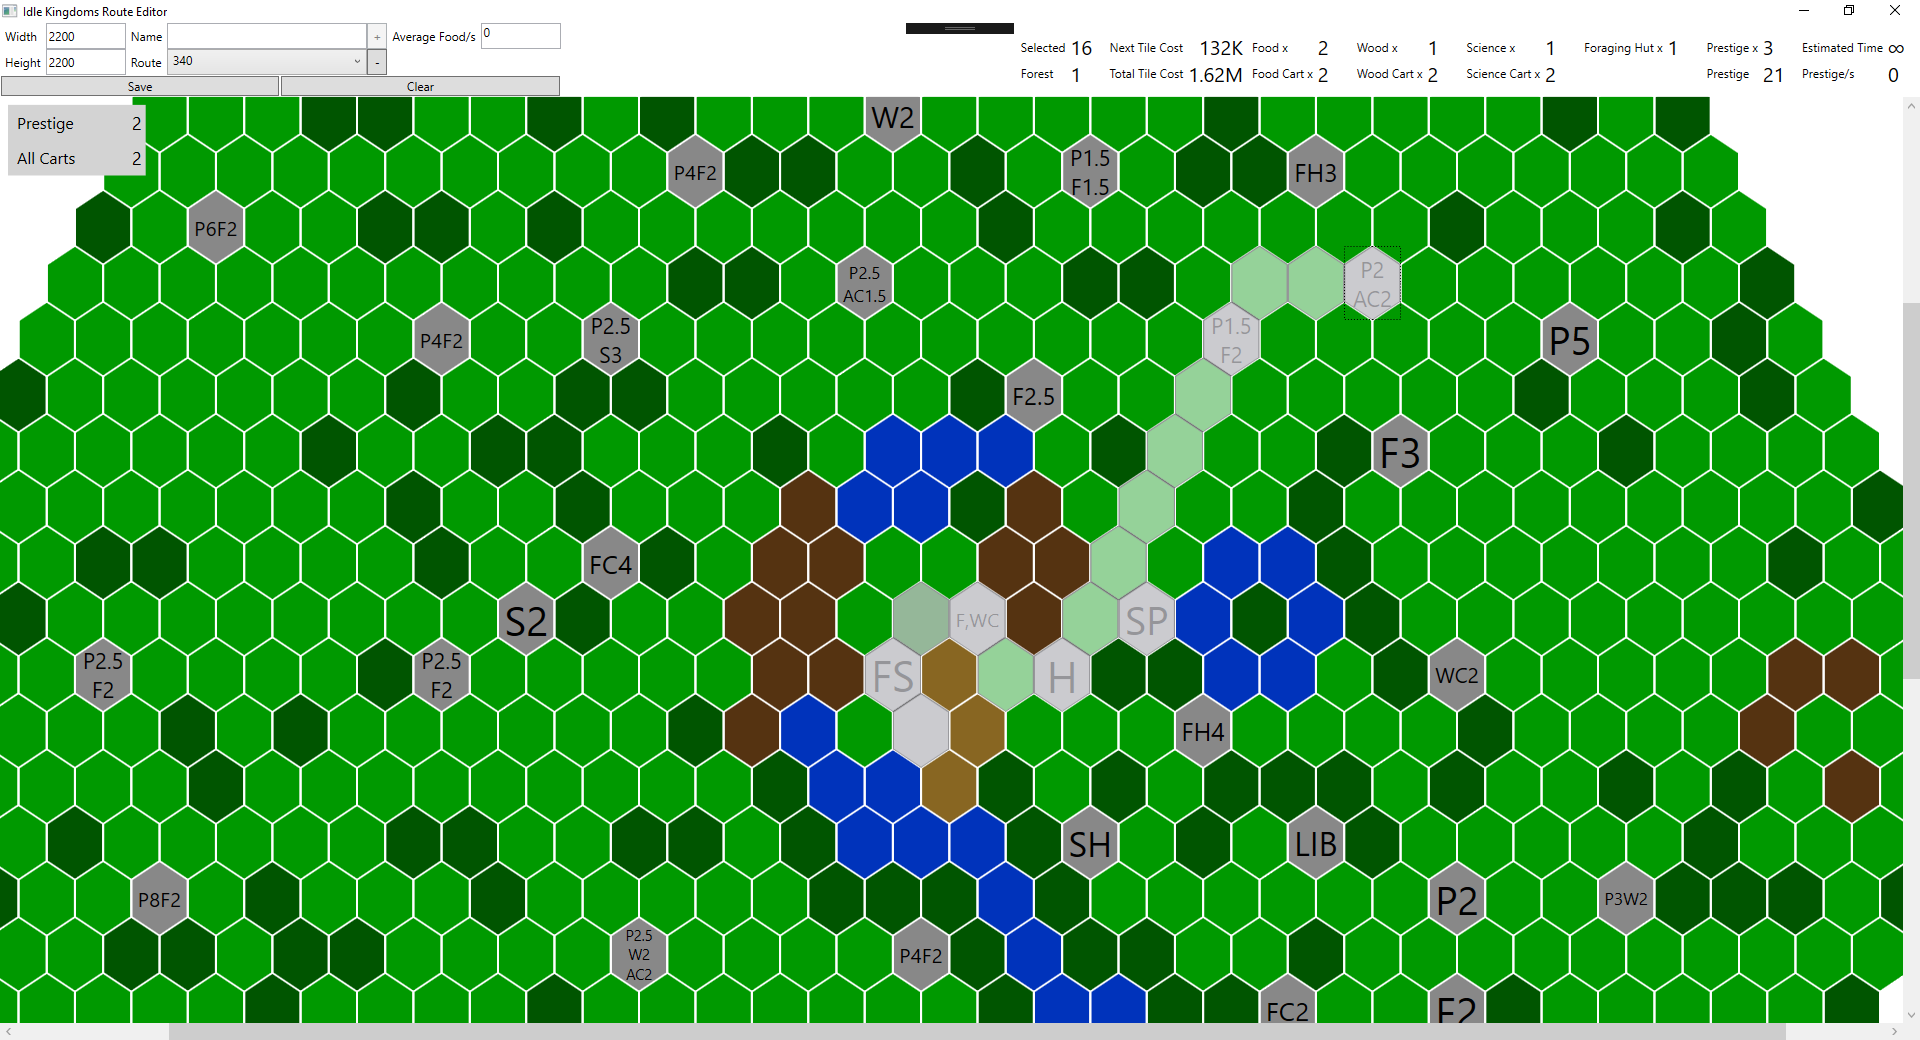 Idle Kingdoms Route Editor
Width 2200 Name + Average Food/s 0
Height 2200 Route 340 -
Save Clear
Selected 16 Next Tile Cost 132K Food x 2 Wood x 1 Science x 1 Foraging Hut x 1 Prestige x 3 Estimated Time ∞
Forest 1 Total Tile Cost 1.62M Food Cart x 2 Wood Cart x 2 Science Cart x 2 Prestige 21 Prestige/s 0
Prestige 2
All Carts 2
W2
P4F2
P1.5
F1.5
FH3
P6F2
P2.5
AC1.5
P2
AC2
P4F2
P2.5
S3
P1.5
F2
P5
F2.5
F3
FC4
S2
F,WC
SP
P2.5
F2
P2.5
F2
FS
H
WC2
FH4
SH
LIB
P8F2
P2
P3W2
P2.5
W2
AC2
P4F2
FC2
F2